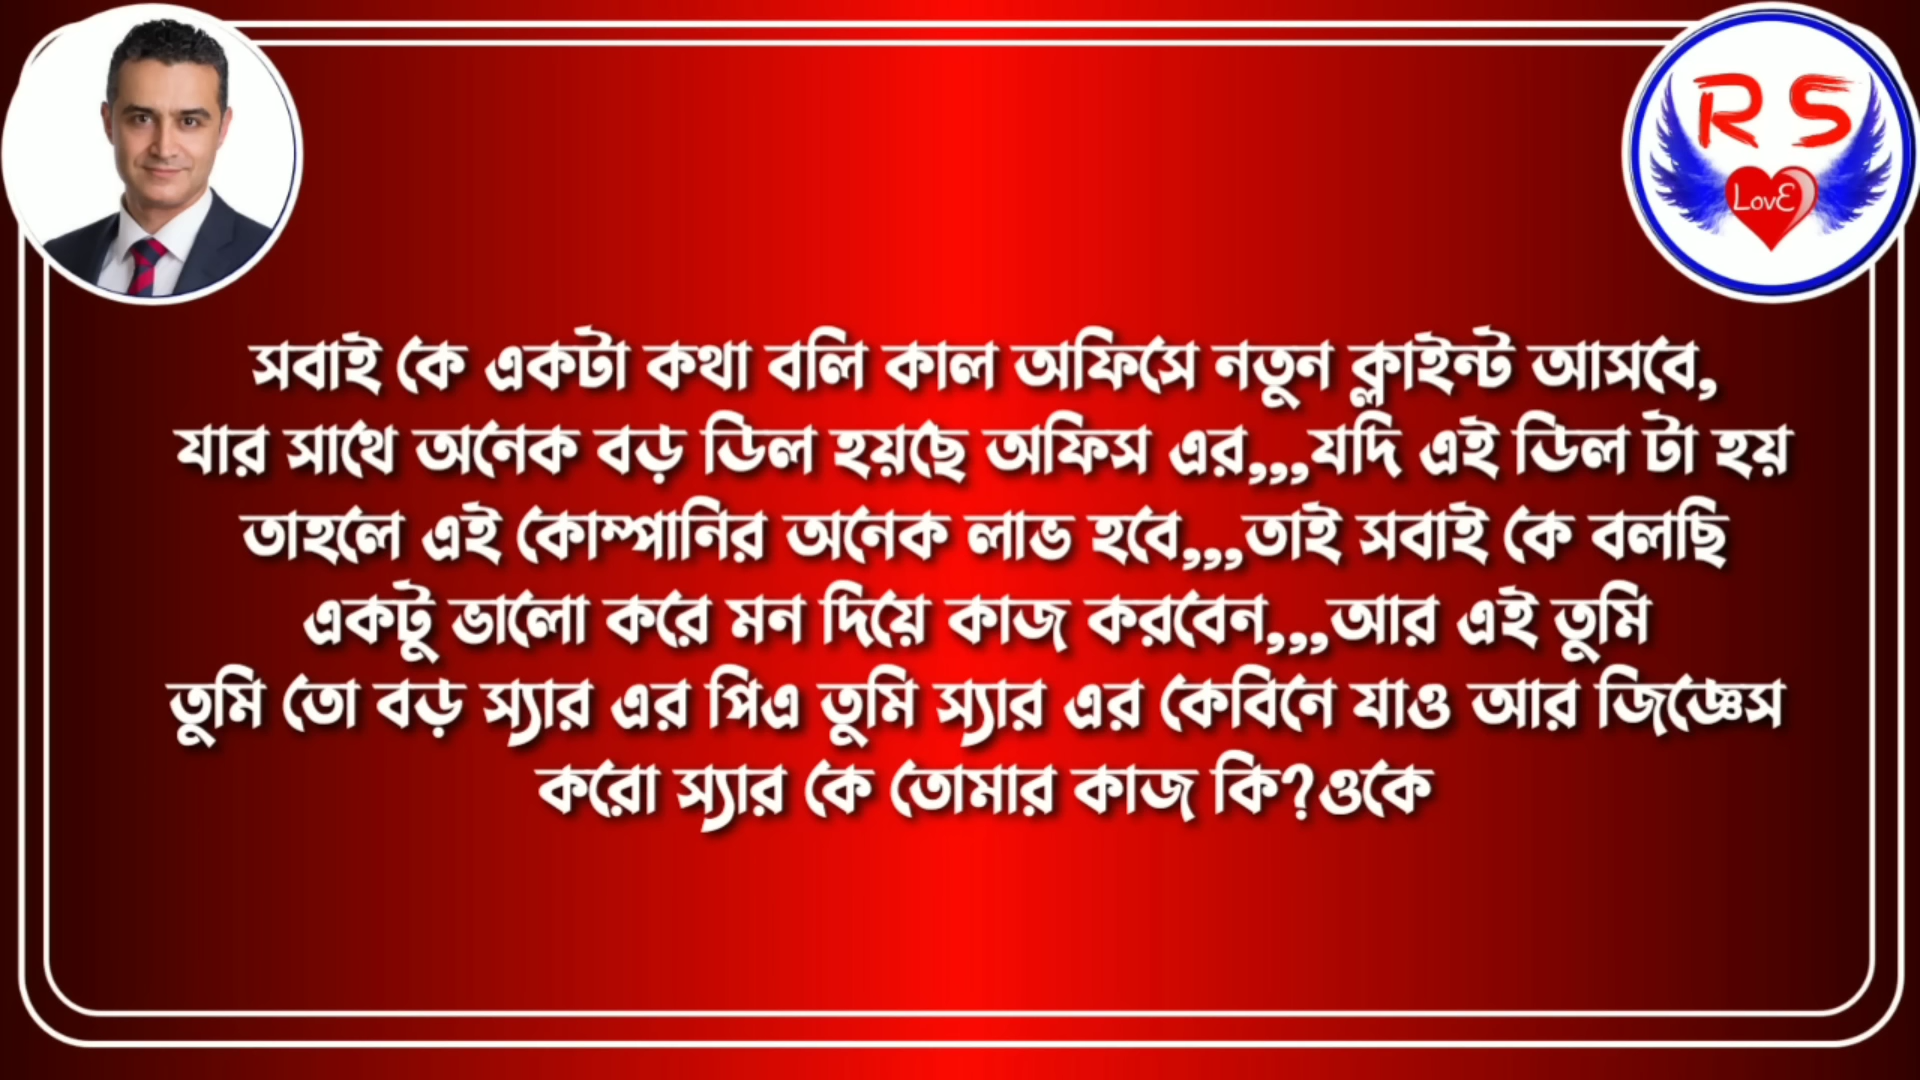 R S
LovE
সবাই কে একটা কথা বলি কাল অফিসে নতুন ক্লাইন্ট আসবে,
যার সাথে অনেক বড় ডিল হয়ছে অফিস এর,,,যদি এই ডিল টা হয়
তাহলে এই কোম্পানির অনেক লাভ হবে,,,তাই সবাই কে বলছি
একটু ভালো করে মন দিয়ে কাজ করবেন,,,আর এই তুমি
তুমি তো বড় স্যার এর পিএ তুমি স্যার এর কেবিনে যাও আর জিজ্ঞেস
করো স্যার কে তোমার কাজ কি?ওকে